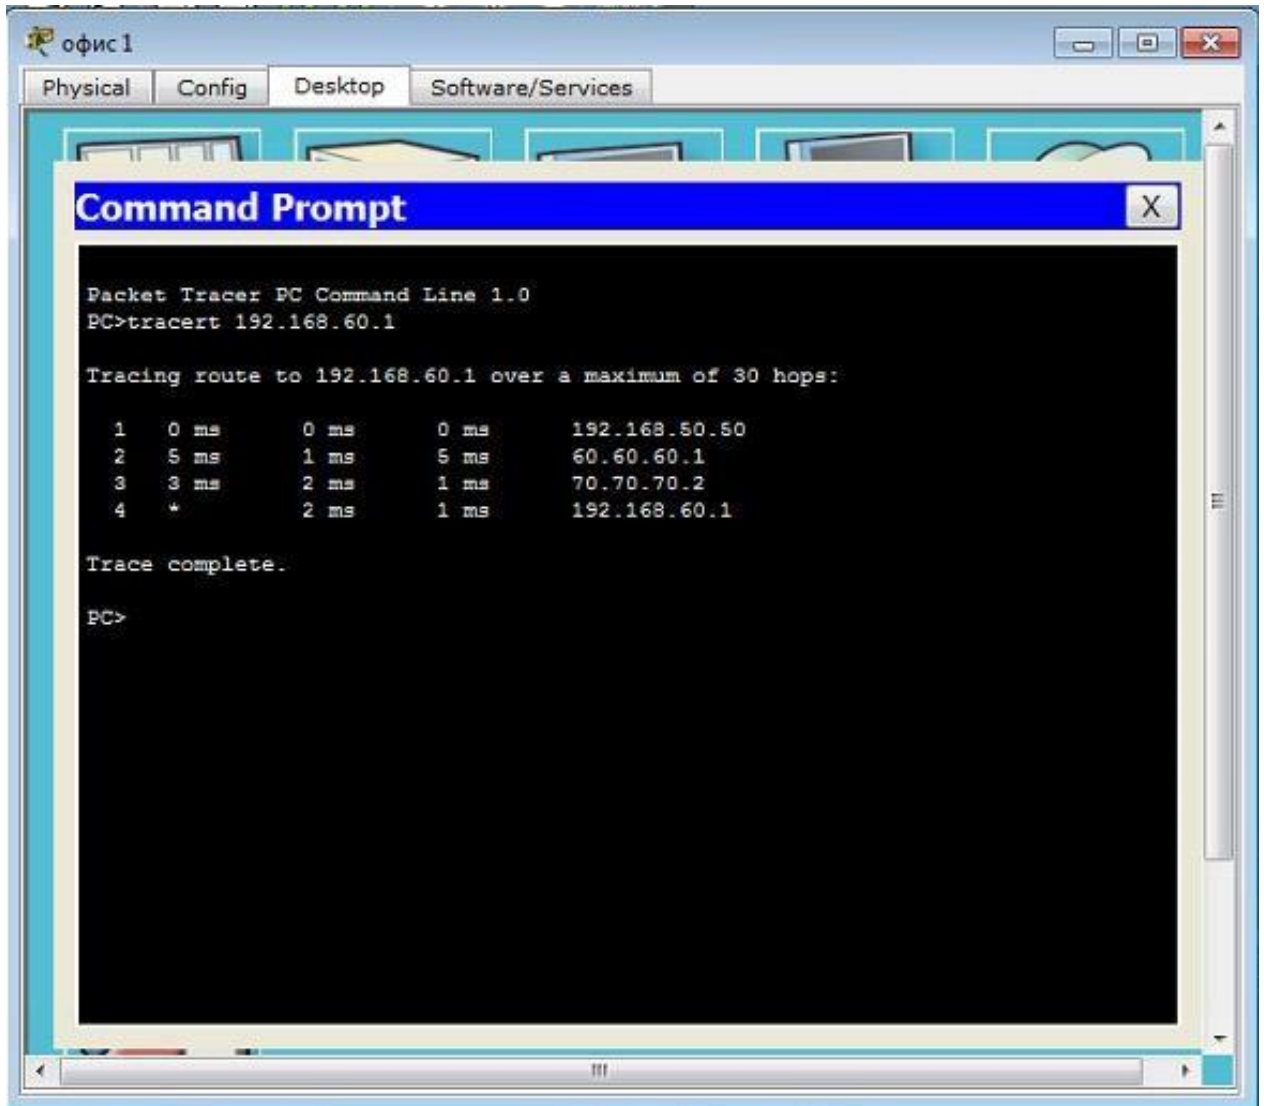 офис1
Physical Config Desktop Software/Services
Command Prompt X
Packet Tracer PC Command Line 1.0
PC>tracert 192.168.60.1
Tracing route to 192.168.60.1 over a maximum of 30 hops:
1 0 ms 0 ms 0 ms 192.168.50.50
2 5 ms 1 ms 5 ms 60.60.60.1
3 3 ms 2 ms 1 ms 70.70.70.2
4 * 2 ms 1 ms 192.168.60.1
Trace complete.
PC>